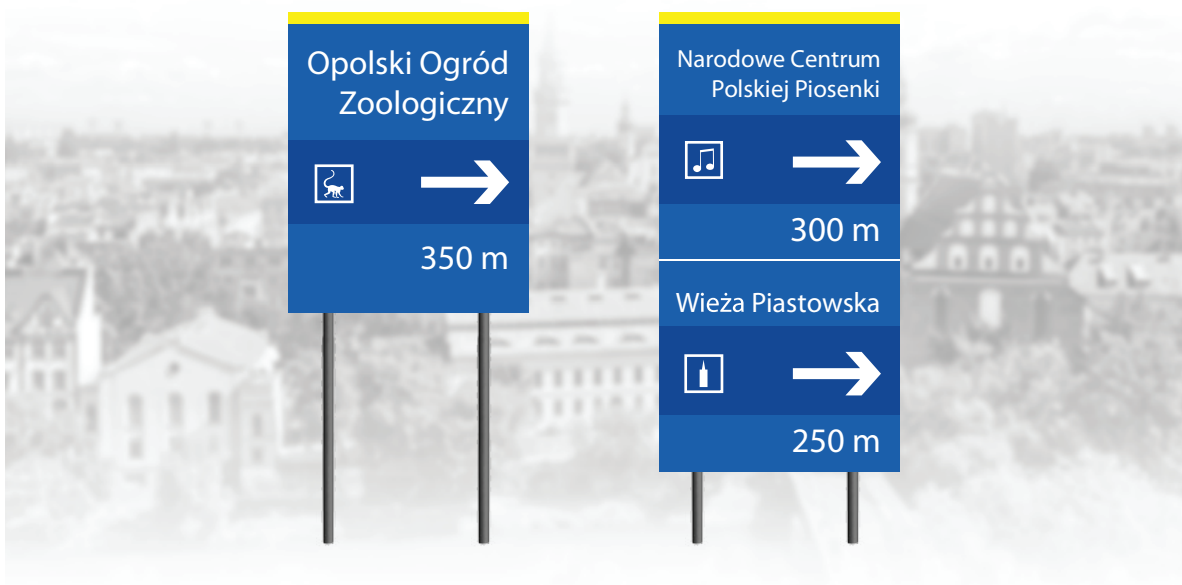 Opolski Ogród
Zoologiczny
350 m
Narodowe Centrum
Polskiej Piosenki
300 m
Wieża Piastowska
250 m